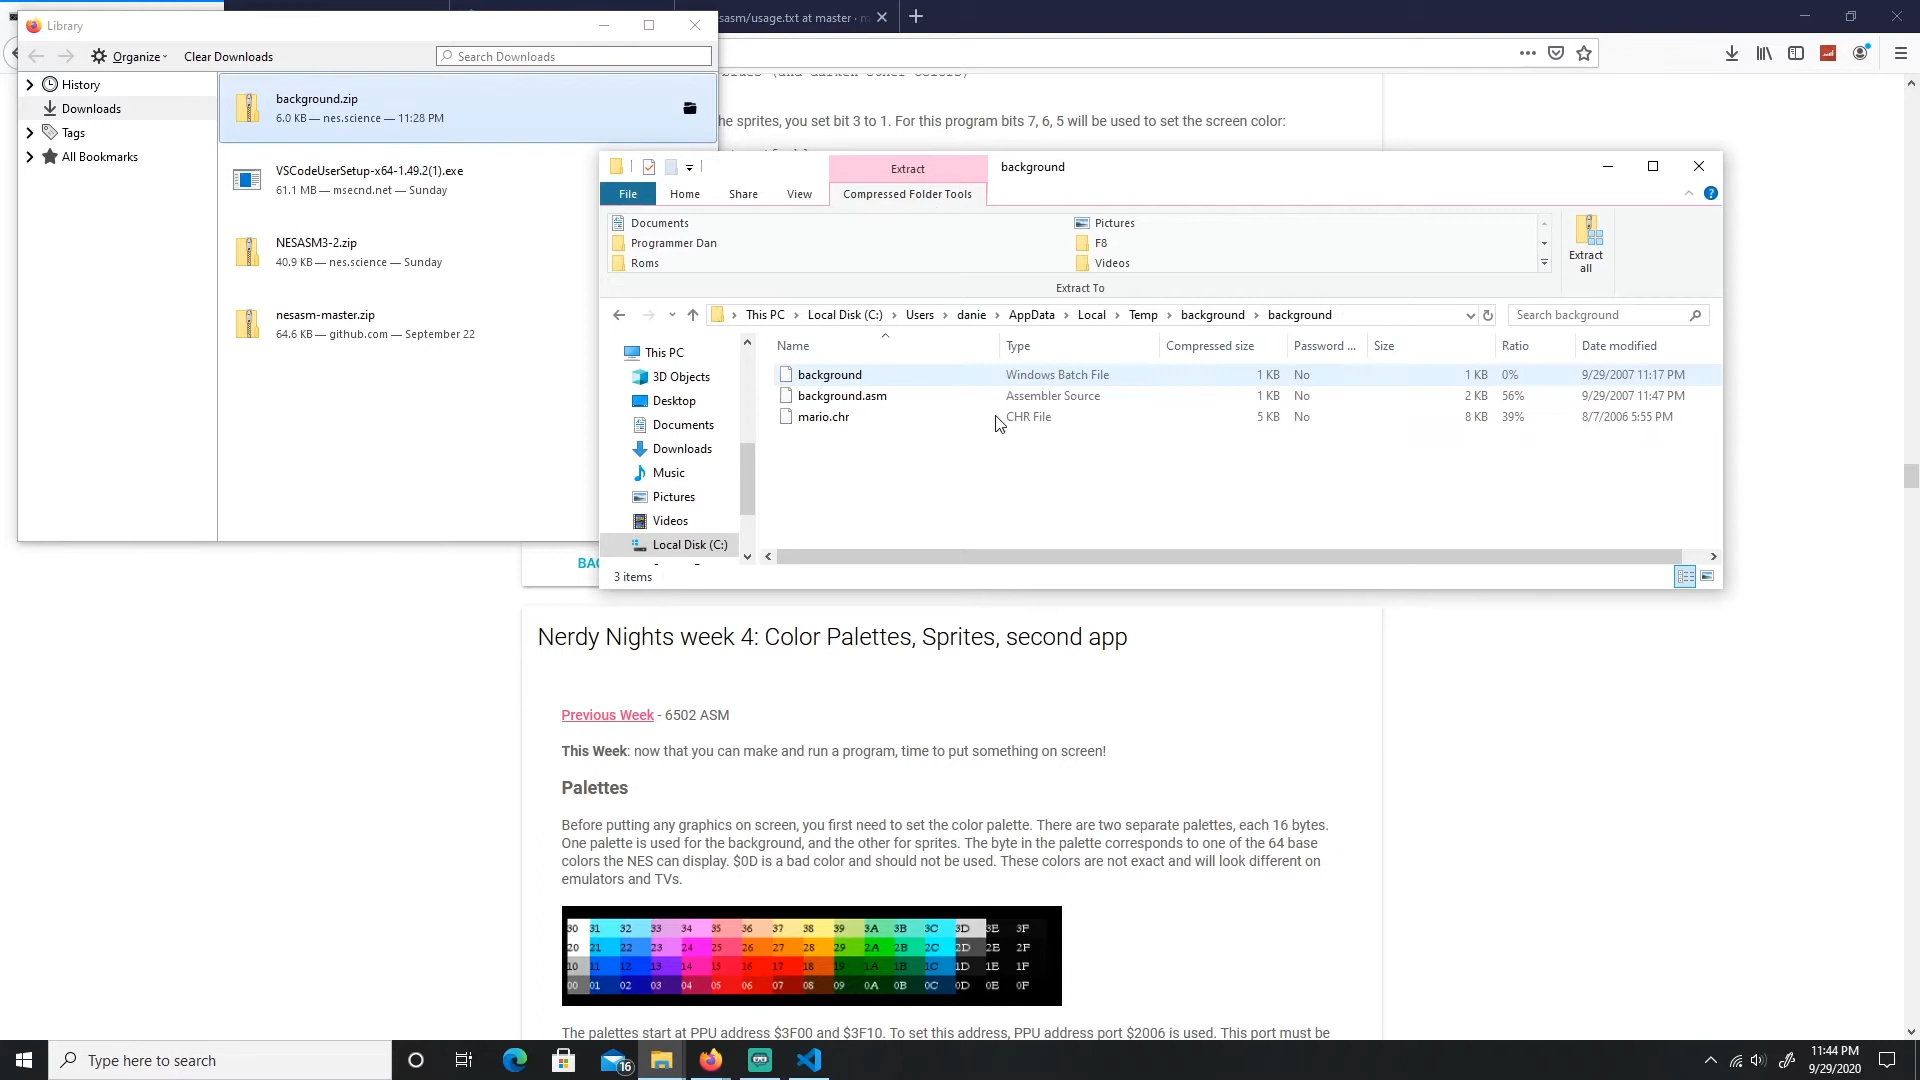 Library
Organize
Clear Downloads
Search Downloads
History
Downloads
Tags
All Bookmarks
background.zip
6.0 KB — nes.science — 11:28 PM
VSCodeUserSetup-x64-1.49.2(1).exe
61.1 MB — msecnd.net — Sunday
NESASM3-2.zip
40.9 KB — nes.science — Sunday
nesasm-master.zip
64.6 KB — github.com — September 22
sasm/usage.txt at master · m
he sprites, you set bit 3 to 1. For this program bits 7, 6, 5 will be used to set the screen color:
Extract
background
File
Home
Share
View
Compressed Folder Tools
Documents
Programmer Dan
Roms
Pictures
F8
Videos
Extract To
Extract
all
This PC
Local Disk (C:)
Users
danie
AppData
Local
Temp
background
background
Search background
This PC
3D Objects
Desktop
Documents
Downloads
Music
Pictures
Videos
Local Disk (C:)
Name Type Compressed size Password ... Size Ratio Date modified
background Windows Batch File 1 KB No 1 KB 0% 9/29/2007 11:17 PM
background.asm Assembler Source 1 KB No 2 KB 56% 9/29/2007 11:47 PM
mario.chr CHR File 5 KB No 8 KB 39% 8/7/2006 5:55 PM
3 items
BAC
Nerdy Nights week 4: Color Palettes, Sprites, second app
Previous Week - 6502 ASM
This Week: now that you can make and run a program, time to put something on screen!
Palettes
Before putting any graphics on screen, you first need to set the color palette. There are two separate palettes, each 16 bytes.
One palette is used for the background, and the other for sprites. The byte in the palette corresponds to one of the 64 base
colors the NES can display. $0D is a bad color and should not be used. These colors are not exact and will look different on
emulators and TVs.
30 31 32 33 34 35 36 37 38 39 3A 3B 3C 3D 3E 3F
20 21 22 23 24 25 26 27 28 29 2A 2B 2C 2D 2E 2F
10 11 12 13 14 15 16 17 18 19 1A 1B 1C 1D 1E 1F
00 01 02 03 04 05 06 07 08 09 0A 0B 0C 0D 0E 0F
The palettes start at PPU address $3F00 and $3F10. To set this address, PPU address port $2006 is used. This port must be
Type here to search
16
11:44 PM
9/29/2020